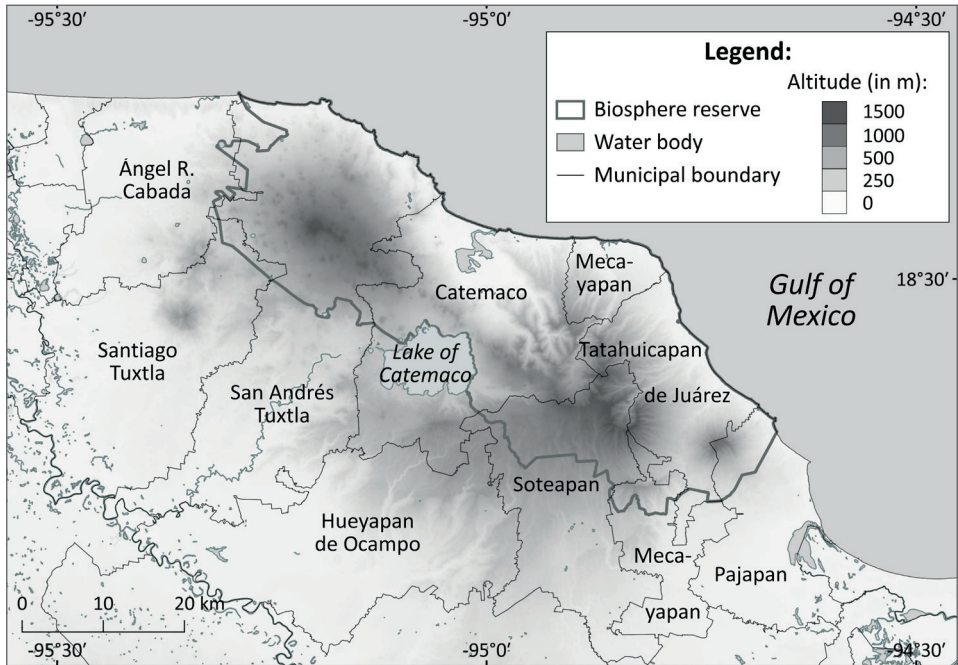 -95°30′
-95°0′
-94°30′
Legend:
Altitude (in m):
Biosphere reserve
Water body
Municipal boundary
1500
1000
500
250
0
Ángel R.
Cabada
Meca-
yapan
Gulf of
Mexico
18°30′
Catemaco
Santiago
Tuxtla
Lake of
Catemaco
Tatahuicapan
de Juárez
San Andrés
Tuxtla
Soteapan
Hueyapan
de Ocampo
Meca-
yapan
Pajapan
0 10 20 km
-95°30′
-95°0′
-94°30′